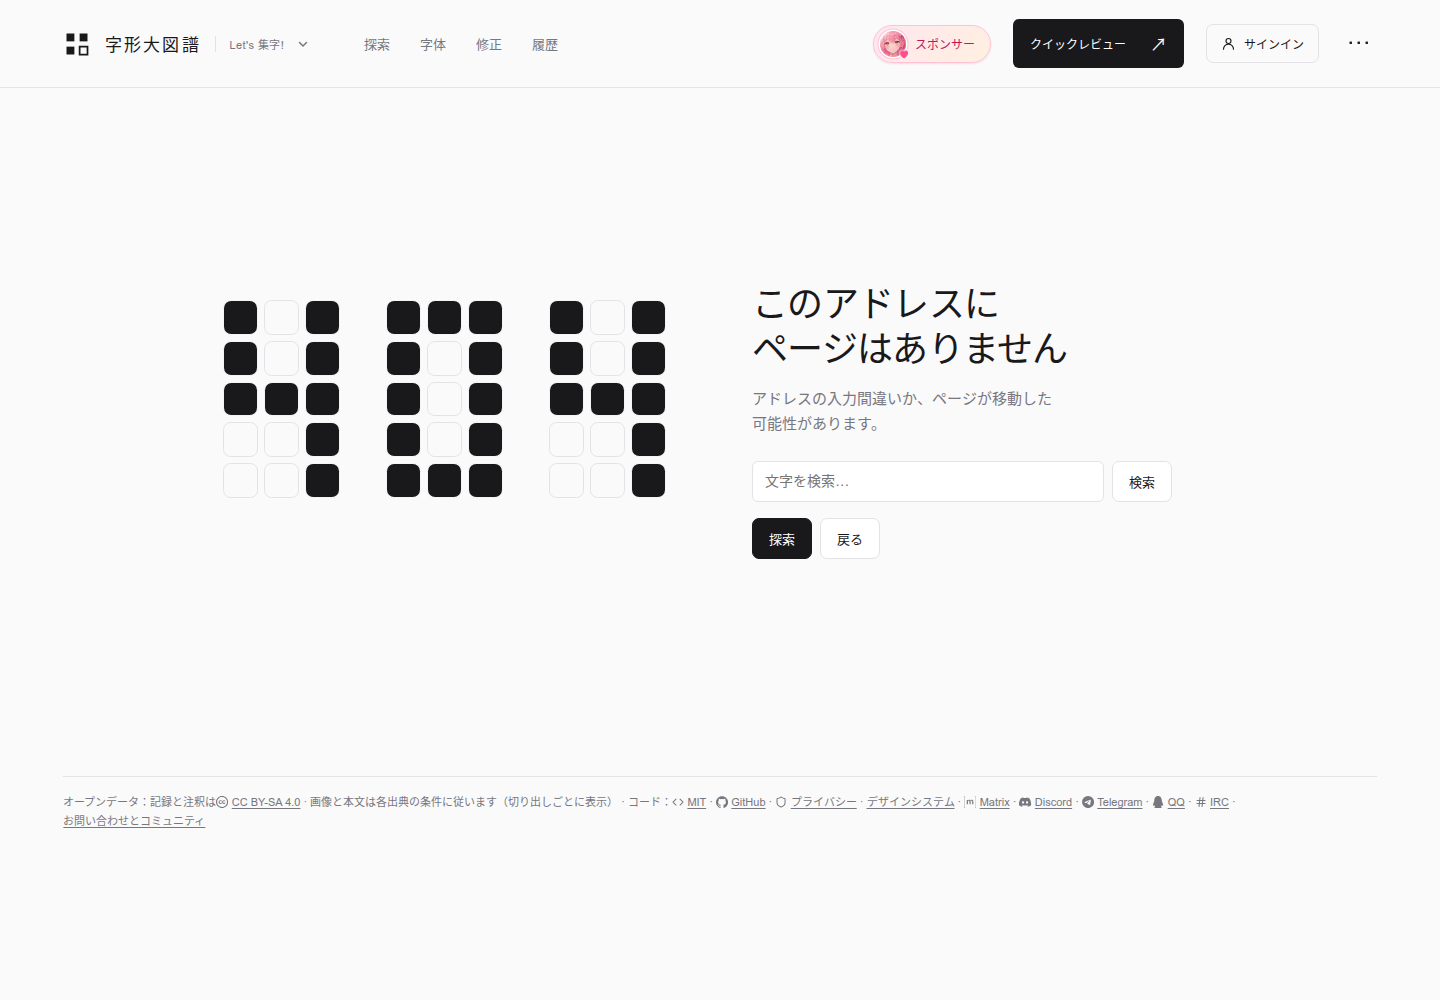 字形大図譜
Let's 集字!
探索 字体 修正 履歴
スポンサー
クイックレビュー
サインイン
404
このアドレスに
ページはありません
アドレスの入力間違いか、ページが移動した
可能性があります。
文字を検索…
検索
探索
戻る
オープンデータ：記録と注釈は CC BY-SA 4.0 · 画像と本文は各出典の条件に従います（切り出しごとに表示） · コード： MIT · GitHub · プライバシー · デザインシステム · Matrix · Discord · Telegram · QQ · IRC ·
お問い合わせとコミュニティ